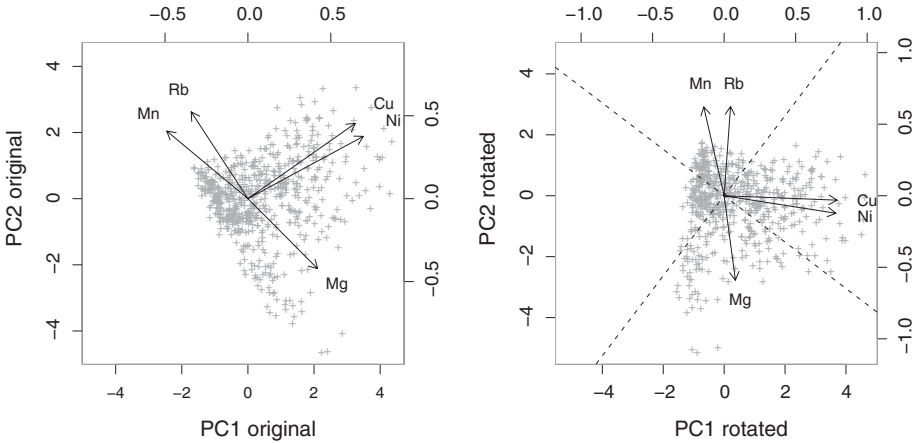 −0.5 0.0 0.5
PC2 original
4
2
0
−2
−4
Rb
Mn
Cu
Ni
Mg
0.5
0.0
−0.5
−4 −2 0 2 4
PC1 original
−1.0 −0.5 0.0 0.5 1.0
PC2 rotated
4
2
0
−2
−4
Mn Rb
Cu
Ni
Mg
1.0
0.5
0.0
−0.5
−1.0
−4 −2 0 2 4
PC1 rotated